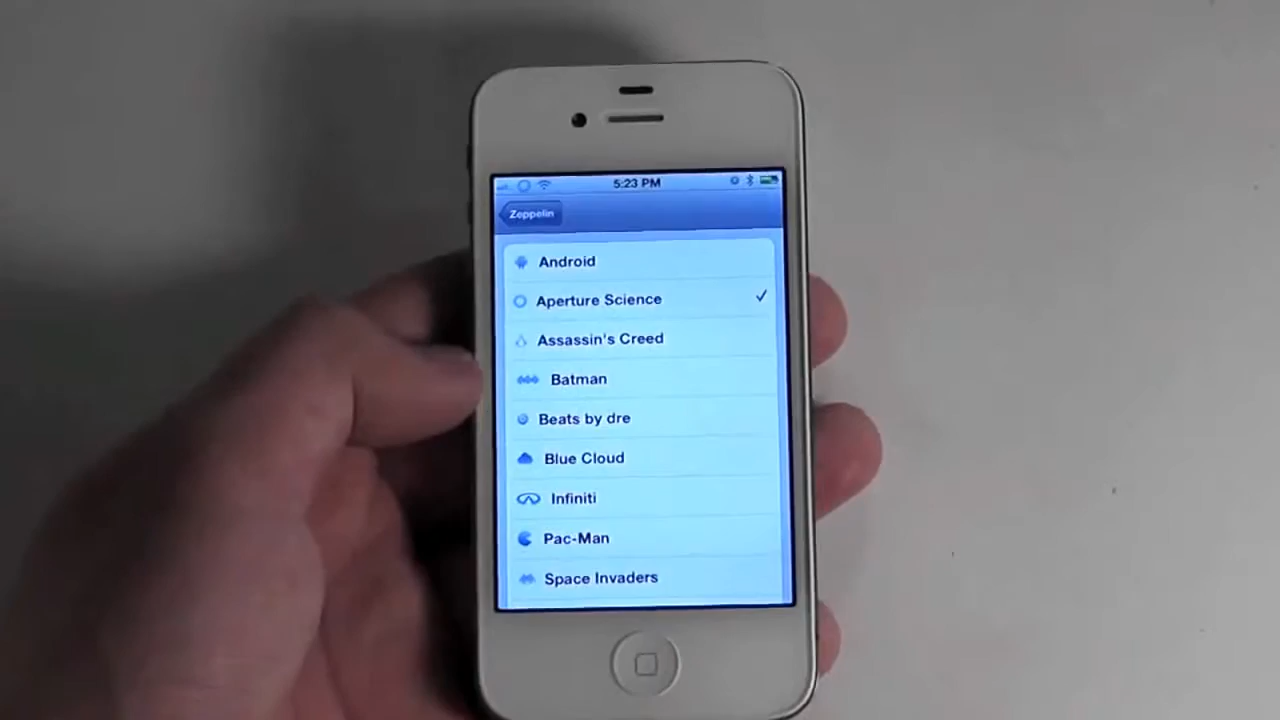 5:23 PM
Zeppelin
Android
Aperture Science
Assassin's Creed
Batman
Beats by dre
Blue Cloud
Infiniti
Pac-Man
Space Invaders